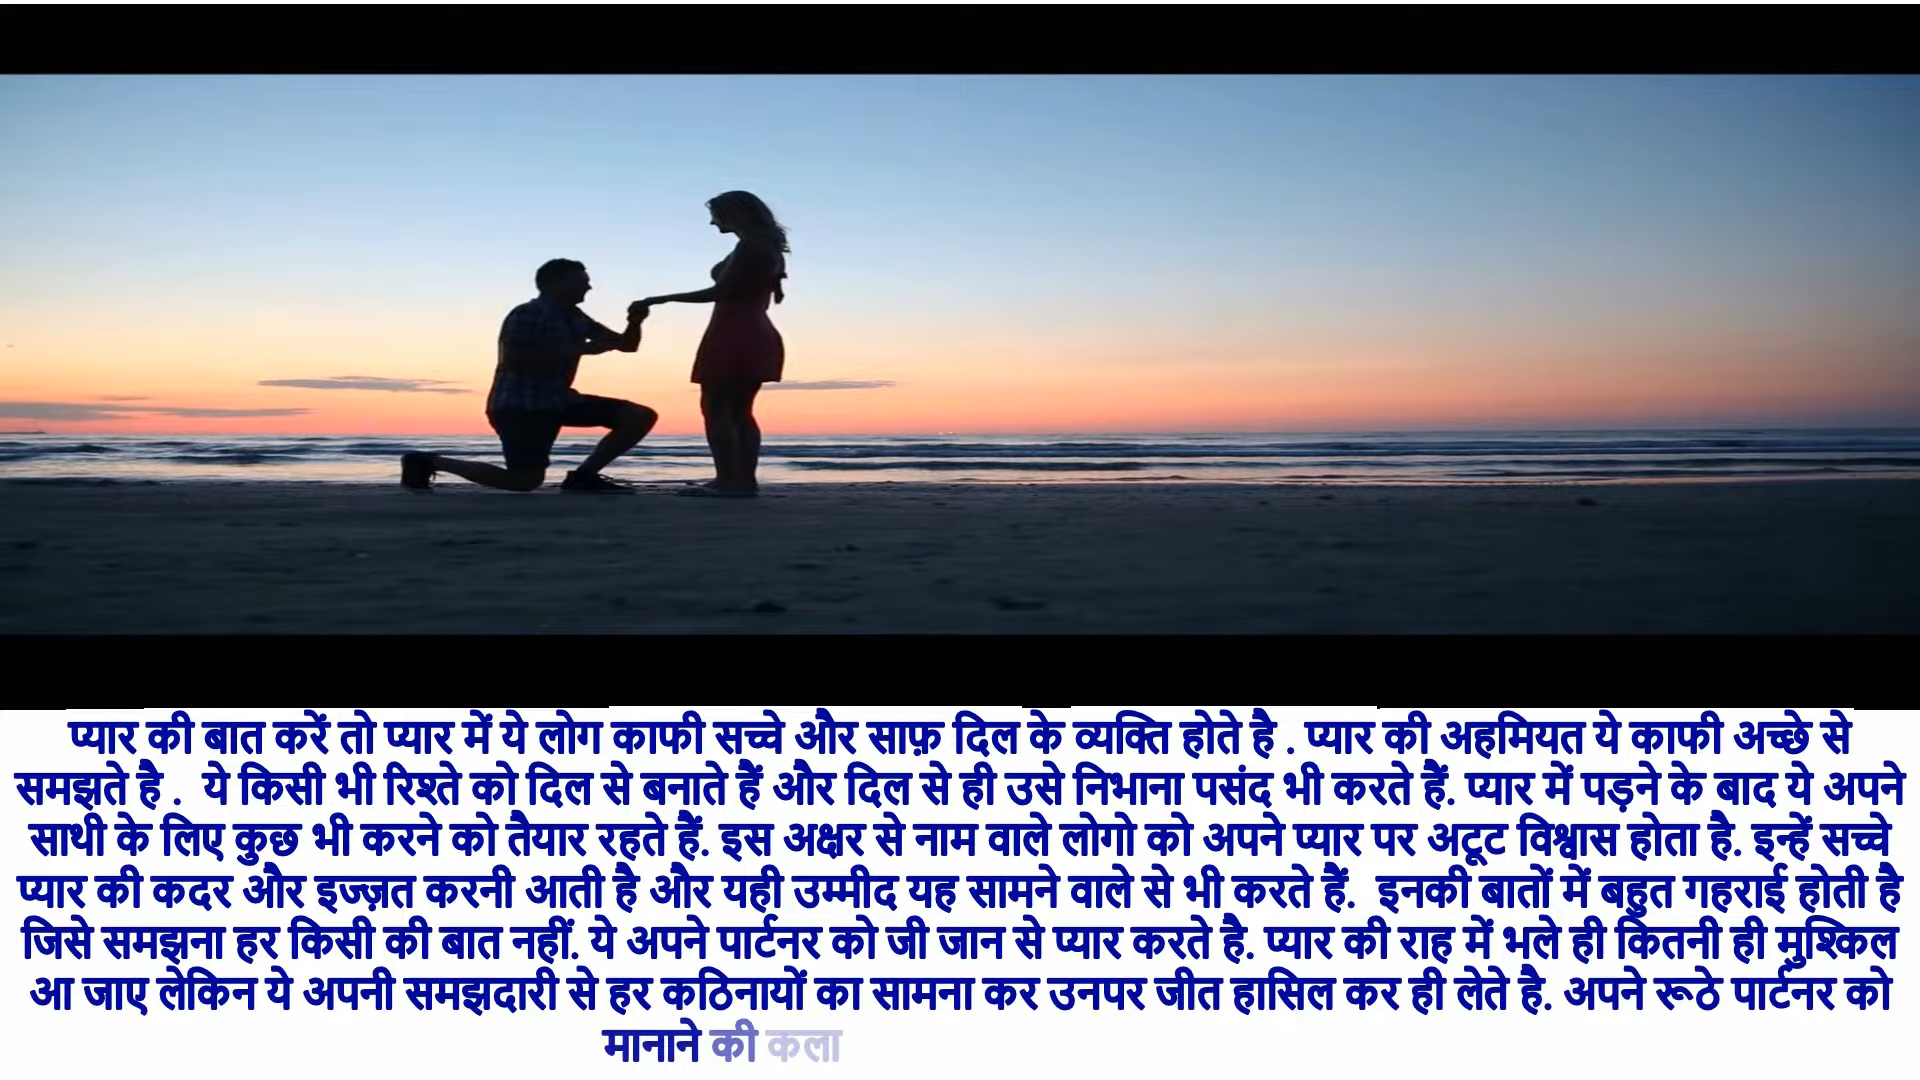 प्यार की बात करें तो प्यार में ये लोग काफी सच्चे और साफ़ दिल के व्यक्ति होते है . प्यार की अहमियत ये काफी अच्छे से
समझते है .  ये किसी भी रिश्ते को दिल से बनाते हैं और दिल से ही उसे निभाना पसंद भी करते हैं. प्यार में पड़ने के बाद ये अपने
साथी के लिए कुछ भी करने को तैयार रहते हैं. इस अक्षर से नाम वाले लोगो को अपने प्यार पर अटूट विश्वास होता है. इन्हें सच्चे
प्यार की कदर और इज्ज़त करनी आती है और यही उम्मीद यह सामने वाले से भी करते हैं.  इनकी बातों में बहुत गहराई होती है
जिसे समझना हर किसी की बात नहीं. ये अपने पार्टनर को जी जान से प्यार करते है. प्यार की राह में भले ही कितनी ही मुश्किल
आ जाए लेकिन ये अपनी समझदारी से हर कठिनायों का सामना कर उनपर जीत हासिल कर ही लेते है. अपने रूठे पार्टनर को
मानाने की कला